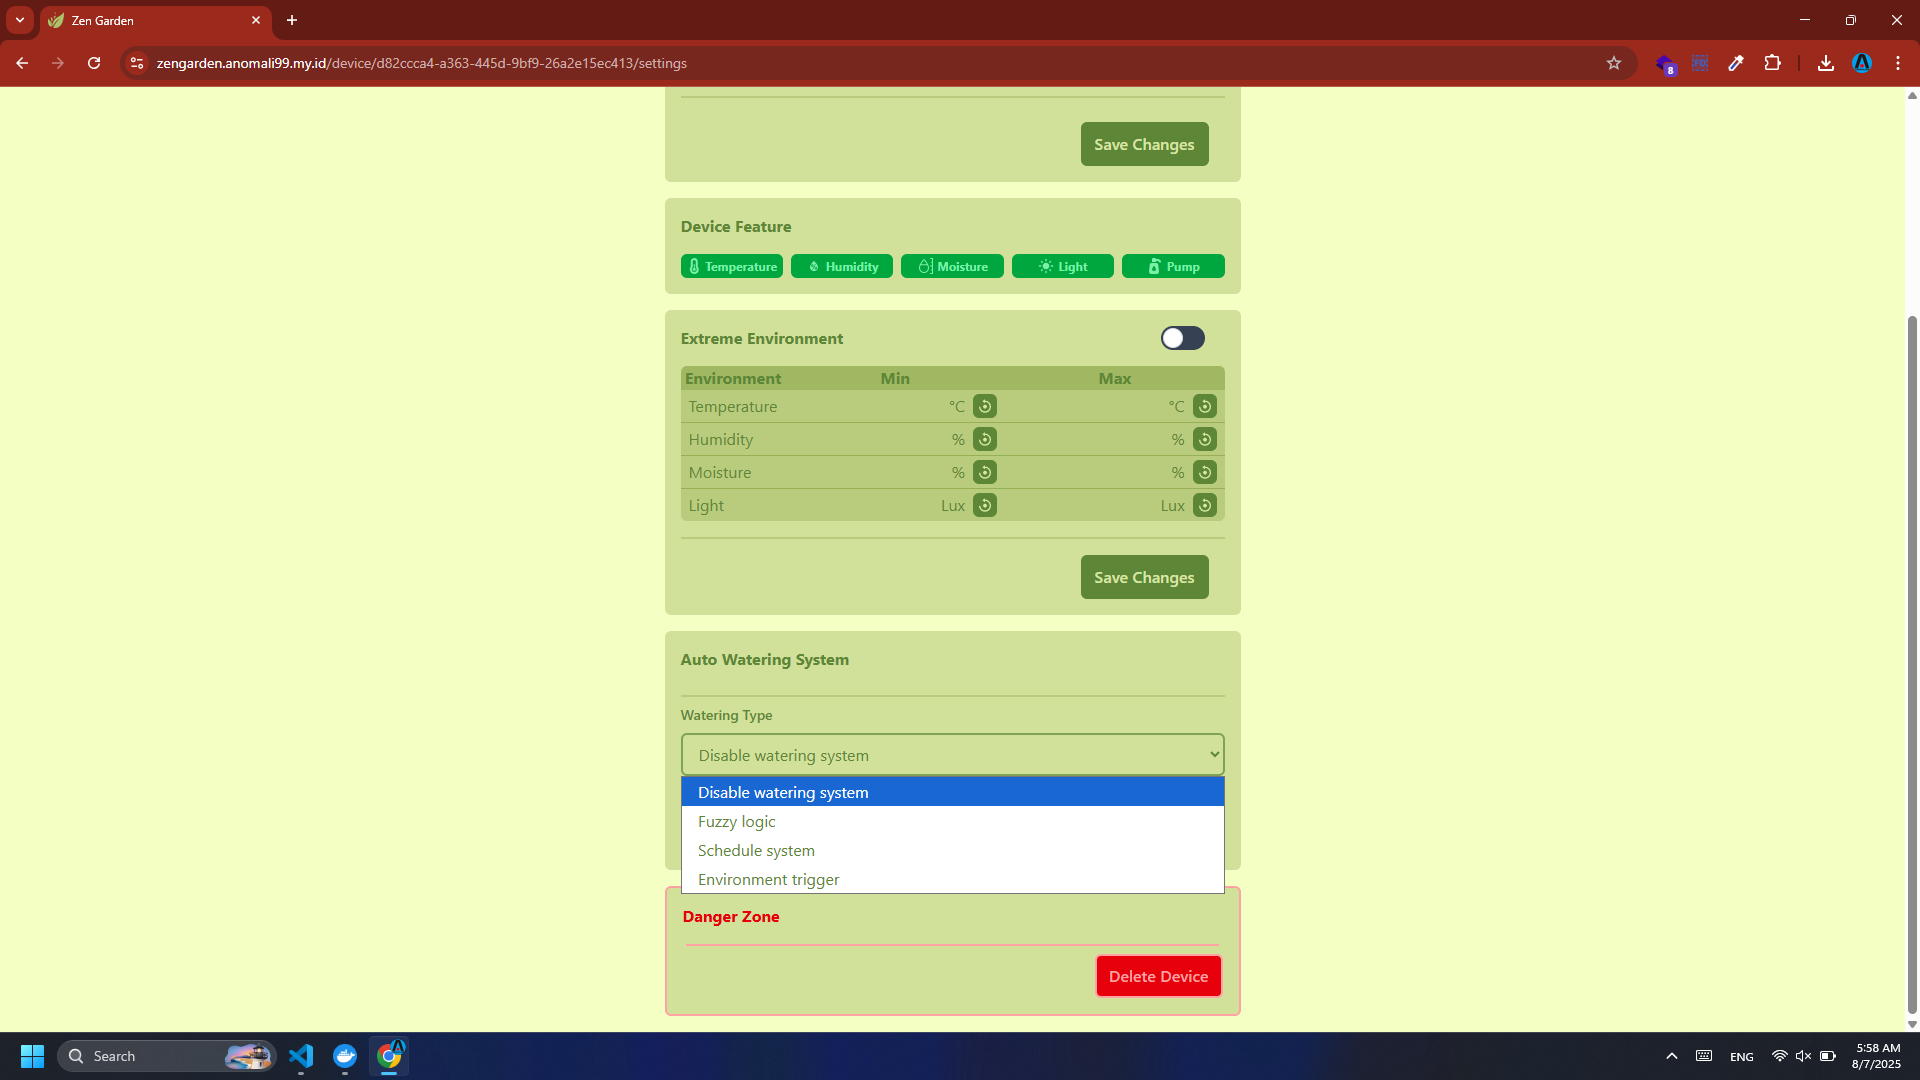 Zen Garden
zengarden.anomali99.my.id/device/d82ccca4-a363-445d-9bf9-26a2e15ec413/settings
8
Save Changes
Device Feature
Temperature Humidity Moisture Light Pump
Extreme Environment
Environment Min Max
Temperature °C °C
Humidity % %
Moisture % %
Light Lux Lux
Save Changes
Auto Watering System
Watering Type
Disable watering system
Disable watering system
Fuzzy logic
Schedule system
Environment trigger
Danger Zone
Delete Device
Search
ENG
5:58 AM
8/7/2025